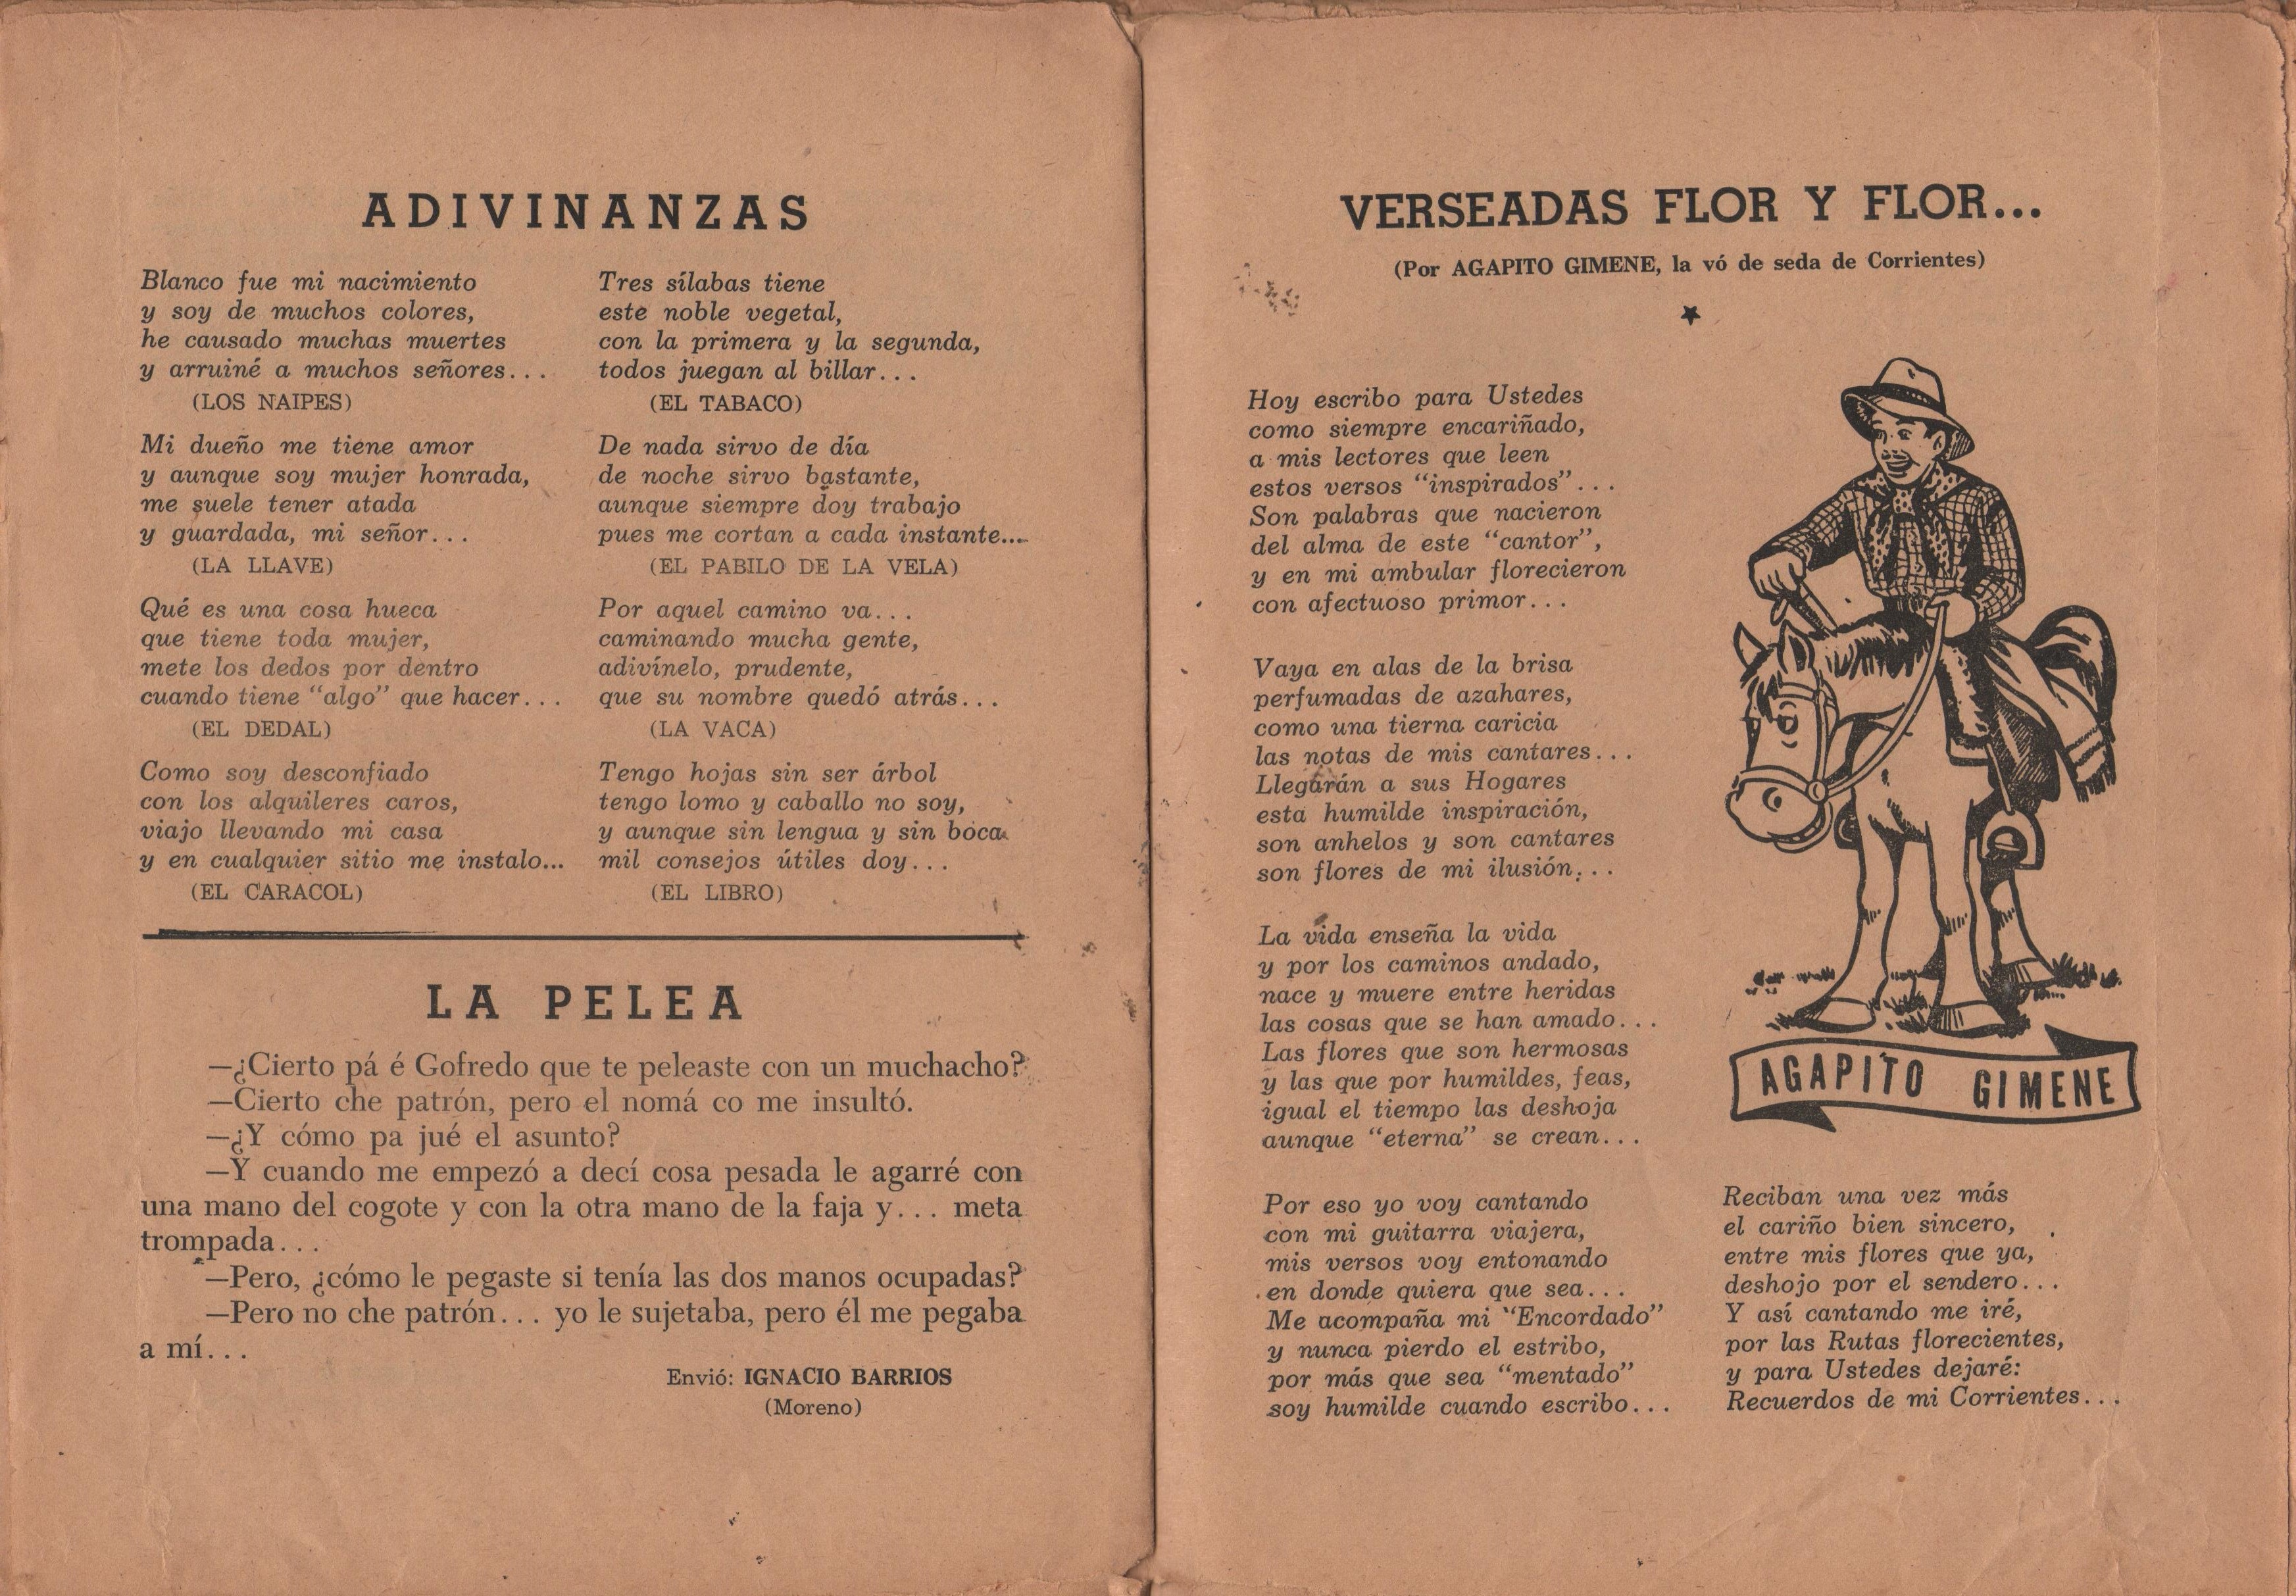 ADIVINANZAS
Blanco fue mi nacimiento
y soy de muchos colores,
he causado muchas muertes
y arruiné a muchos señores...
(LOS NAIPES)
Mi dueño me tiene amor
y aunque soy mujer honrada,
me suele tener atada
y guardada, mi señor...
(LA LLAVE)
Qué es una cosa hueca
que tiene toda mujer,
mete los dedos por dentro
cuando tiene “algo” que hacer...
(EL DEDAL)
Como soy desconfiado
con los alquileres caros,
viajo llevando mi casa
y en cualquier sitio me instalo...
(EL CARACOL)
Tres sílabas tiene
este noble vegetal,
con la primera y la segunda,
todos juegan al billar...
(EL TABACO)
De nada sirvo de día
de noche sirvo bastante,
aunque siempre doy trabajo
pues me cortan a cada instante...
(EL PABILO DE LA VELA)
Por aquel camino va...
caminando mucha gente,
adivínelo, prudente,
que su nombre quedó atrás...
(LA VACA)
Tengo hojas sin ser árbol
tengo lomo y caballo no soy,
y aunque sin lengua y sin boca
mil consejos útiles doy...
(EL LIBRO)
LA PELEA
—¿Cierto pá é Gofredo que te peleaste con un muchacho?
—Cierto che patrón, pero el nomá co me insultó.
—¿Y cómo pa jué el asunto?
—Y cuando me empezó a decí cosa pesada le agarré con
una mano del cogote y con la otra mano de la faja y... meta
trompada...
—Pero, ¿cómo le pegaste si tenía las dos manos ocupadas?
—Pero no che patrón... yo le sujetaba, pero él me pegaba
a mí...
Envió: IGNACIO BARRIOS
(Moreno)
VERSEADAS FLOR Y FLOR...
(Por AGAPITO GIMENE, la vó de seda de Corrientes)
Hoy escribo para Ustedes
como siempre encariñado,
a mis lectores que leen
estos versos “inspirados”...
Son palabras que nacieron
del alma de este “cantor”,
y en mi ambular florecieron
con afectuoso primor...
Vaya en alas de la brisa
perfumadas de azahares,
como una tierna caricia
las notas de mis cantares...
Llegarán a sus Hogares
esta humilde inspiración,
son anhelos y son cantares
son flores de mi ilusión...
La vida enseña la vida
y por los caminos andado,
nace y muere entre heridas
las cosas que se han amado...
Las flores que son hermosas
y las que por humildes, feas,
igual el tiempo las deshoja
aunque “eterna” se crean...
Por eso yo voy cantando
con mi guitarra viajera,
mis versos voy entonando
en donde quiera que sea...
Me acompaña mi “Encordado”
y nunca pierdo el estribo,
por más que sea “mentado”
soy humilde cuando escribo...
AGAPITO GIMENE
Reciban una vez más
el cariño bien sincero,
entre mis flores que ya,
deshojo por el sendero...
Y así cantando me iré,
por las Rutas florecientes,
y para Ustedes dejaré:
Recuerdos de mi Corrientes...